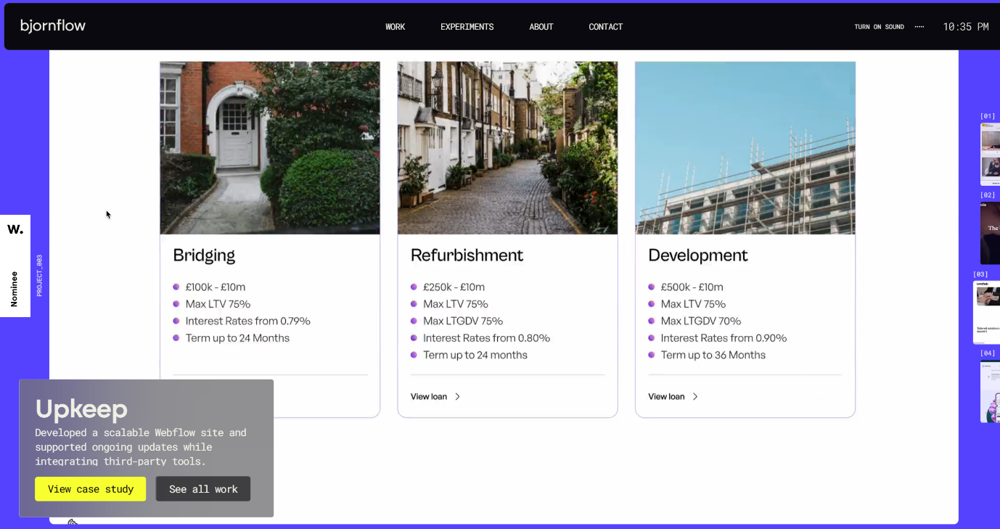 bjornflow
WORK
EXPERIMENTS
ABOUT
CONTACT
TURN ON SOUND
10:35 PM
W.
Nominee
PROJECT_003
Bridging
£100k - £10m
Max LTV 75%
Interest Rates from 0.79%
Term up to 24 Months
Refurbishment
£250k - £10m
Max LTV 75%
Max LTGDV 75%
Interest Rates from 0.80%
Term up to 24 months
View loan
Development
£500k - £10m
Max LTV 75%
Max LTGDV 70%
Interest Rates from 0.90%
Term up to 36 Months
View loan
Upkeep
Developed a scalable Webflow site and
supported ongoing updates while
integrating third-party tools.
View case study
See all work
[01]
[02]
The
[03]
[04]